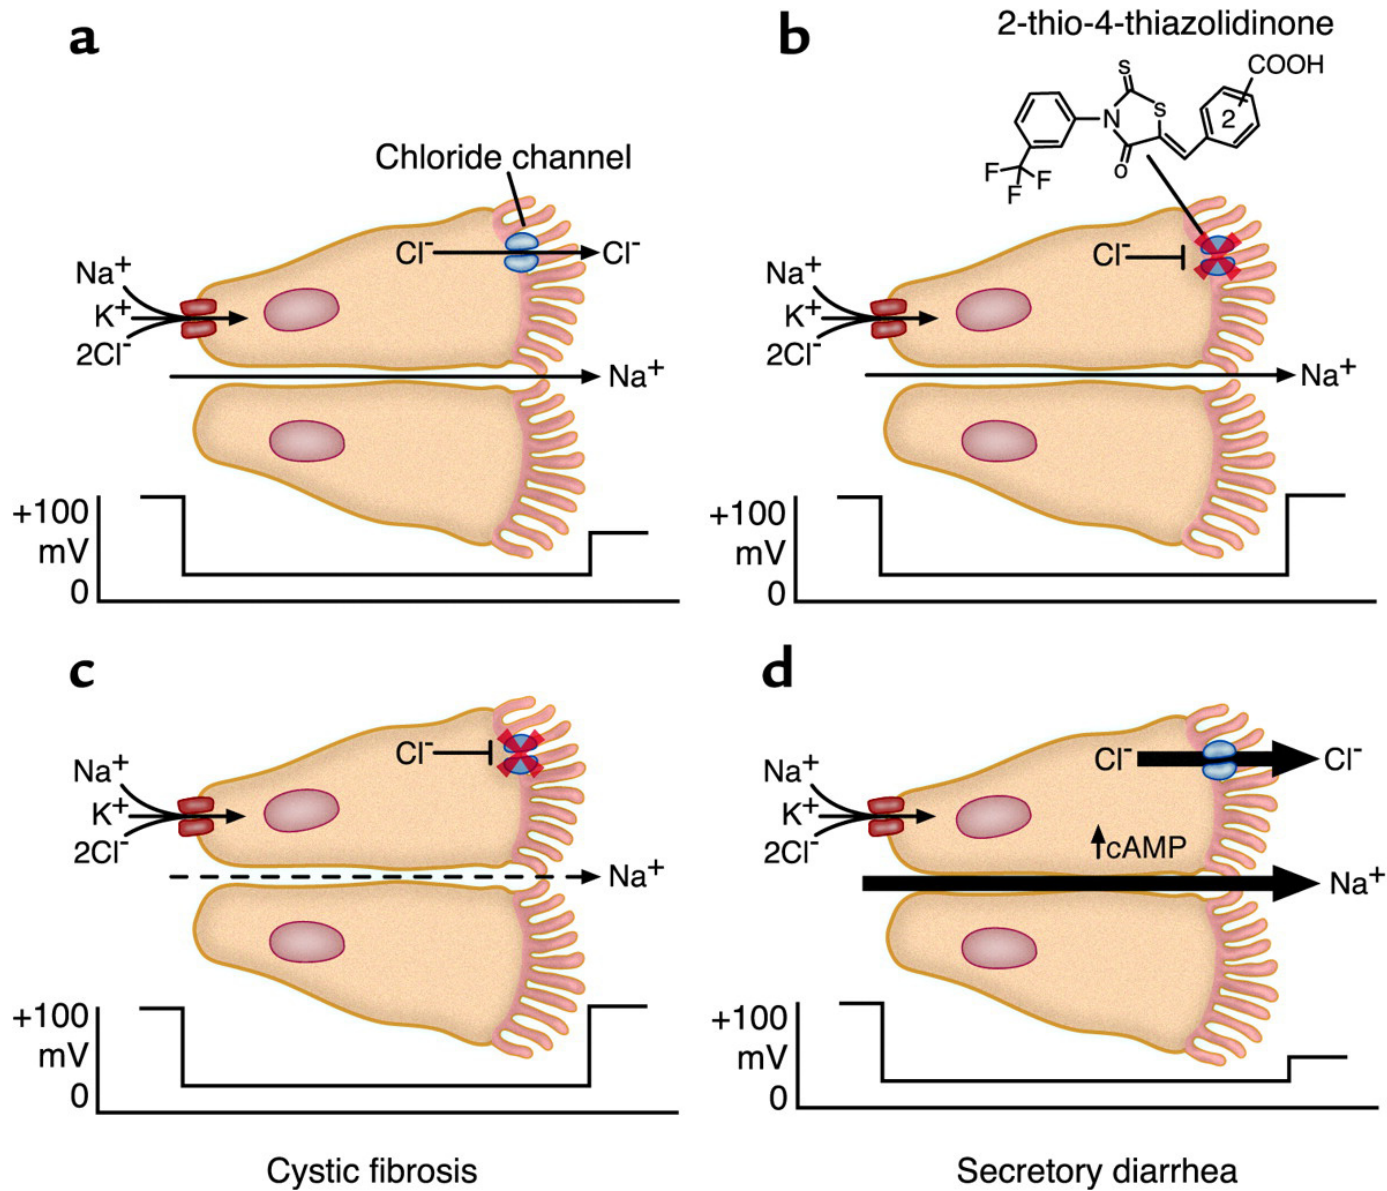 a
Chloride channel
Cl⁻
Cl⁻
Na⁺
K⁺
2Cl⁻
Na⁺
+100
mV
0
b
2-thio-4-thiazolidinone
COOH
S
S
N
2
O
F
F
F
Cl⁻
Na⁺
K⁺
2Cl⁻
Na⁺
+100
mV
0
c
Cl⁻
Na⁺
K⁺
2Cl⁻
Na⁺
+100
mV
0
Cystic fibrosis
d
Cl⁻
Cl⁻
Na⁺
K⁺
2Cl⁻
cAMP
Na⁺
+100
mV
0
Secretory diarrhea